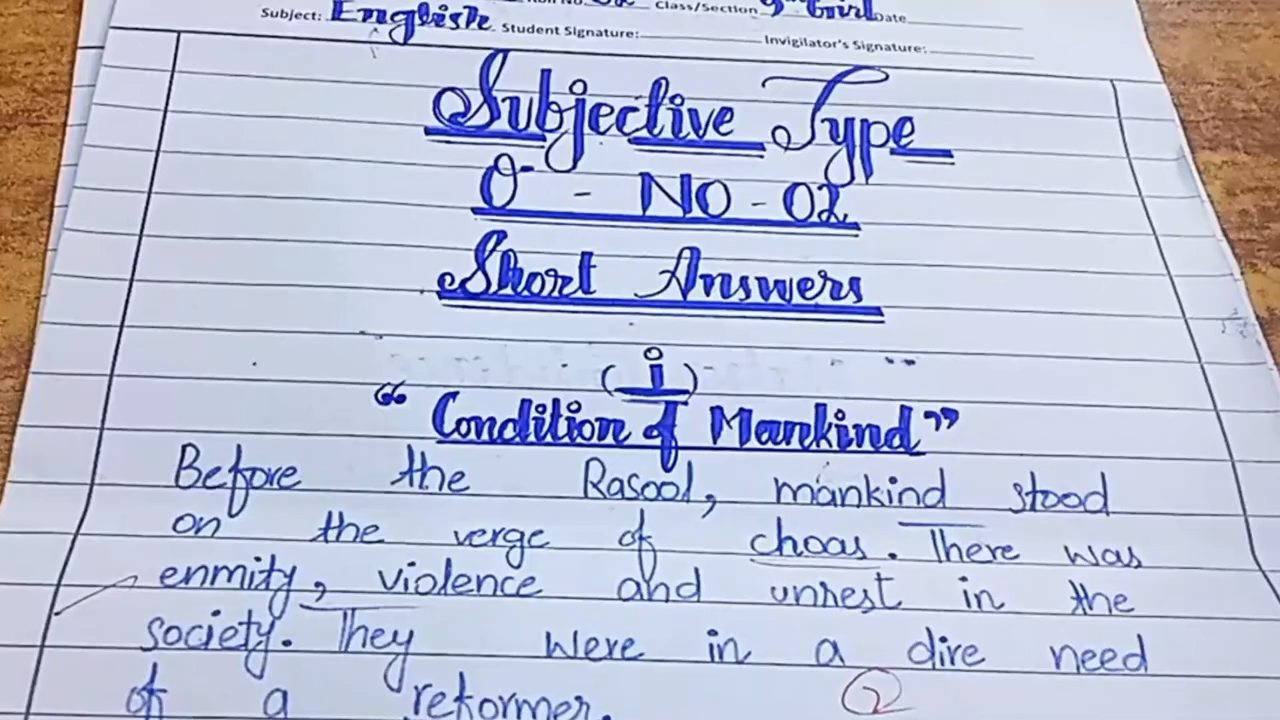 Class/Section 9th Girl Date
Subject: English Student Signature: Invigilator's Signature:
Subjective Type
Q - NO - 02
Short Answers
(i)
“ Condition of Mankind ”
Before the Rasool, mankind stood
on the verge of choas. There was
enmity, violence and unrest in the
society. They were in a dire need
of a reformer.
2